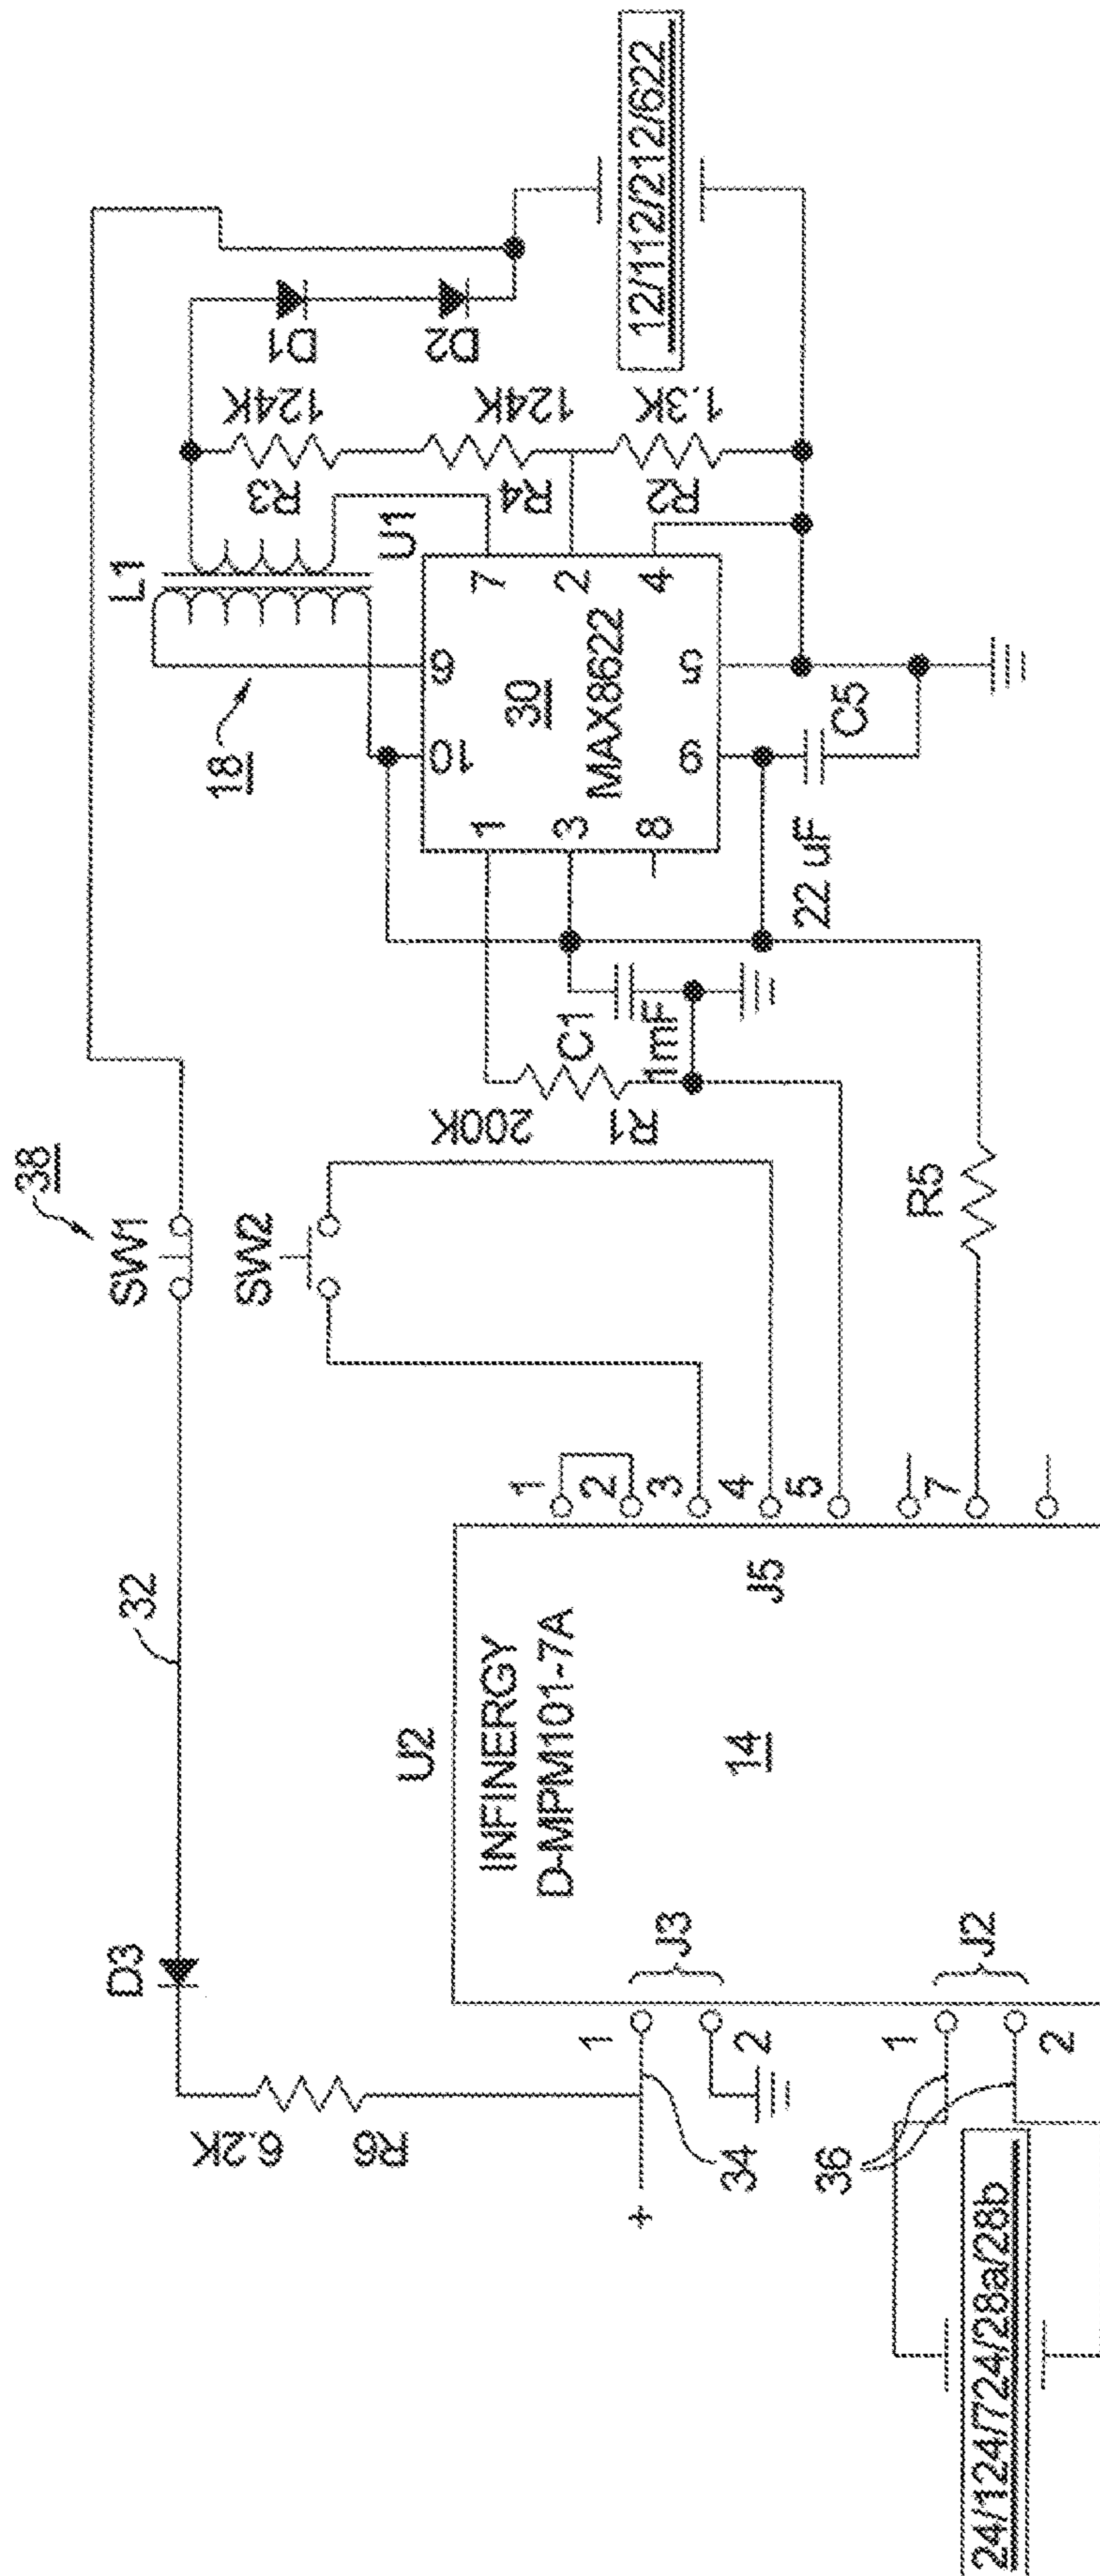 38
SW1
32
D3
6.2K
R6
SW2
U2
INFINERGY
D-MPM101-7A
14
J3
J2
J5
1
2
1
2
+
34
36
24/124/724/28a/28b
1
2
3
4
5
7
R5
200K
R1
C1
1mF
22 uF
C5
18
L1
U1
30
MAX8622
10
6
1
3
8
7
2
4
9
5
R3
124K
R4
124K
R2
1.3K
D1
D2
12/112/212/622